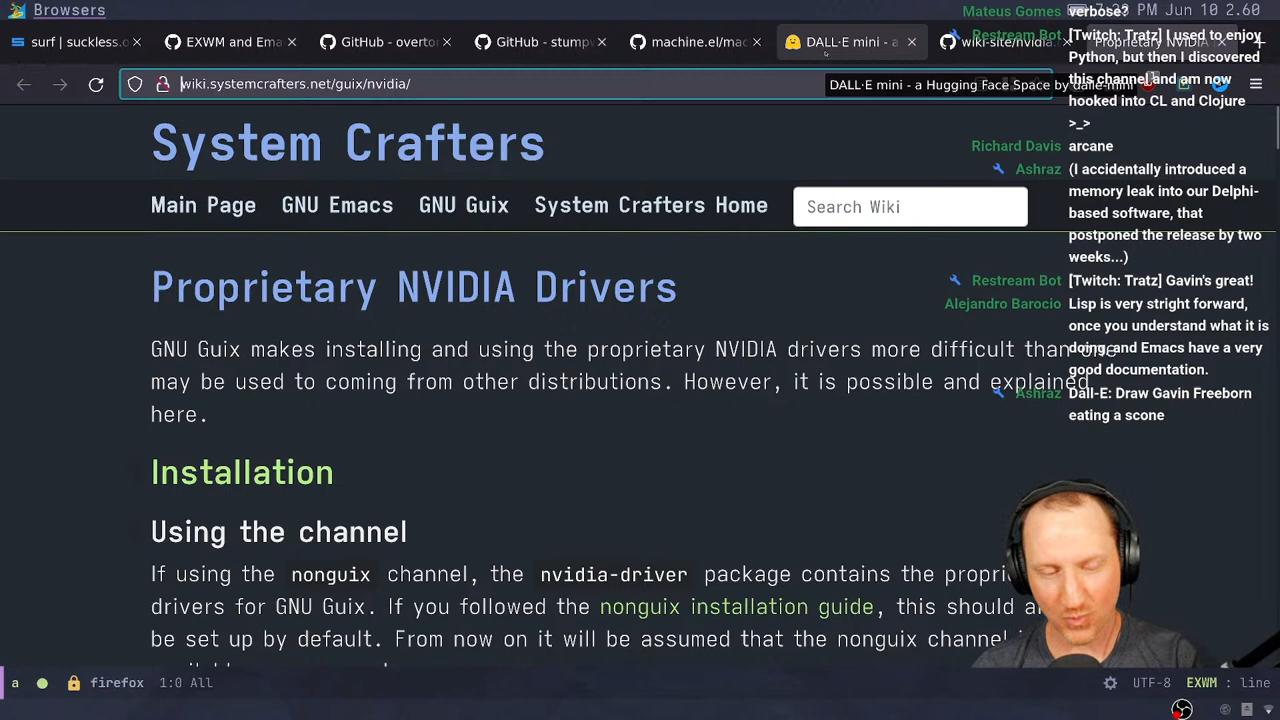 Browsers
PM Jun 10 2.60
surf | suckless.o
EXWM and Ema
GitHub - overto
GitHub - stumpw
machine.el/mac
DALL·E mini - a
wiki-site/nvidia.
Proprietary NVIDIA
wiki.systemcrafters.net/guix/nvidia/
DALL·E mini - a Hugging Face Space by dalle-mini
System Crafters
Main Page
GNU Emacs
GNU Guix
System Crafters Home
Search Wiki
Proprietary NVIDIA Drivers
GNU Guix makes installing and using the proprietary NVIDIA drivers more difficult than one
may be used to coming from other distributions. However, it is possible and explained
here.
Installation
Using the channel
If using the nonguix channel, the nvidia-driver package contains the propri
drivers for GNU Guix. If you followed the nonguix installation guide, this should a
be set up by default. From now on it will be assumed that the nonguix channel
Mateus Gomes verbose?
Restream Bot [Twitch: Tratz] I used to enjoy
Python, but then I discovered
this channel and am now
hooked into CL and Clojure
>_>
Richard Davis arcane
Ashraz (I accidentally introduced a
memory leak into our Delphi-
based software, that
postponed the release by two
weeks...)
Restream Bot [Twitch: Tratz] Gavin's great!
Alejandro Barocio Lisp is very stright forward,
once you understand what it is
doing, and Emacs have a very
good documentation.
Ashraz Dall-E: Draw Gavin Freeborn
eating a scone
a
firefox
1:0 All
UTF-8
EXWM : line